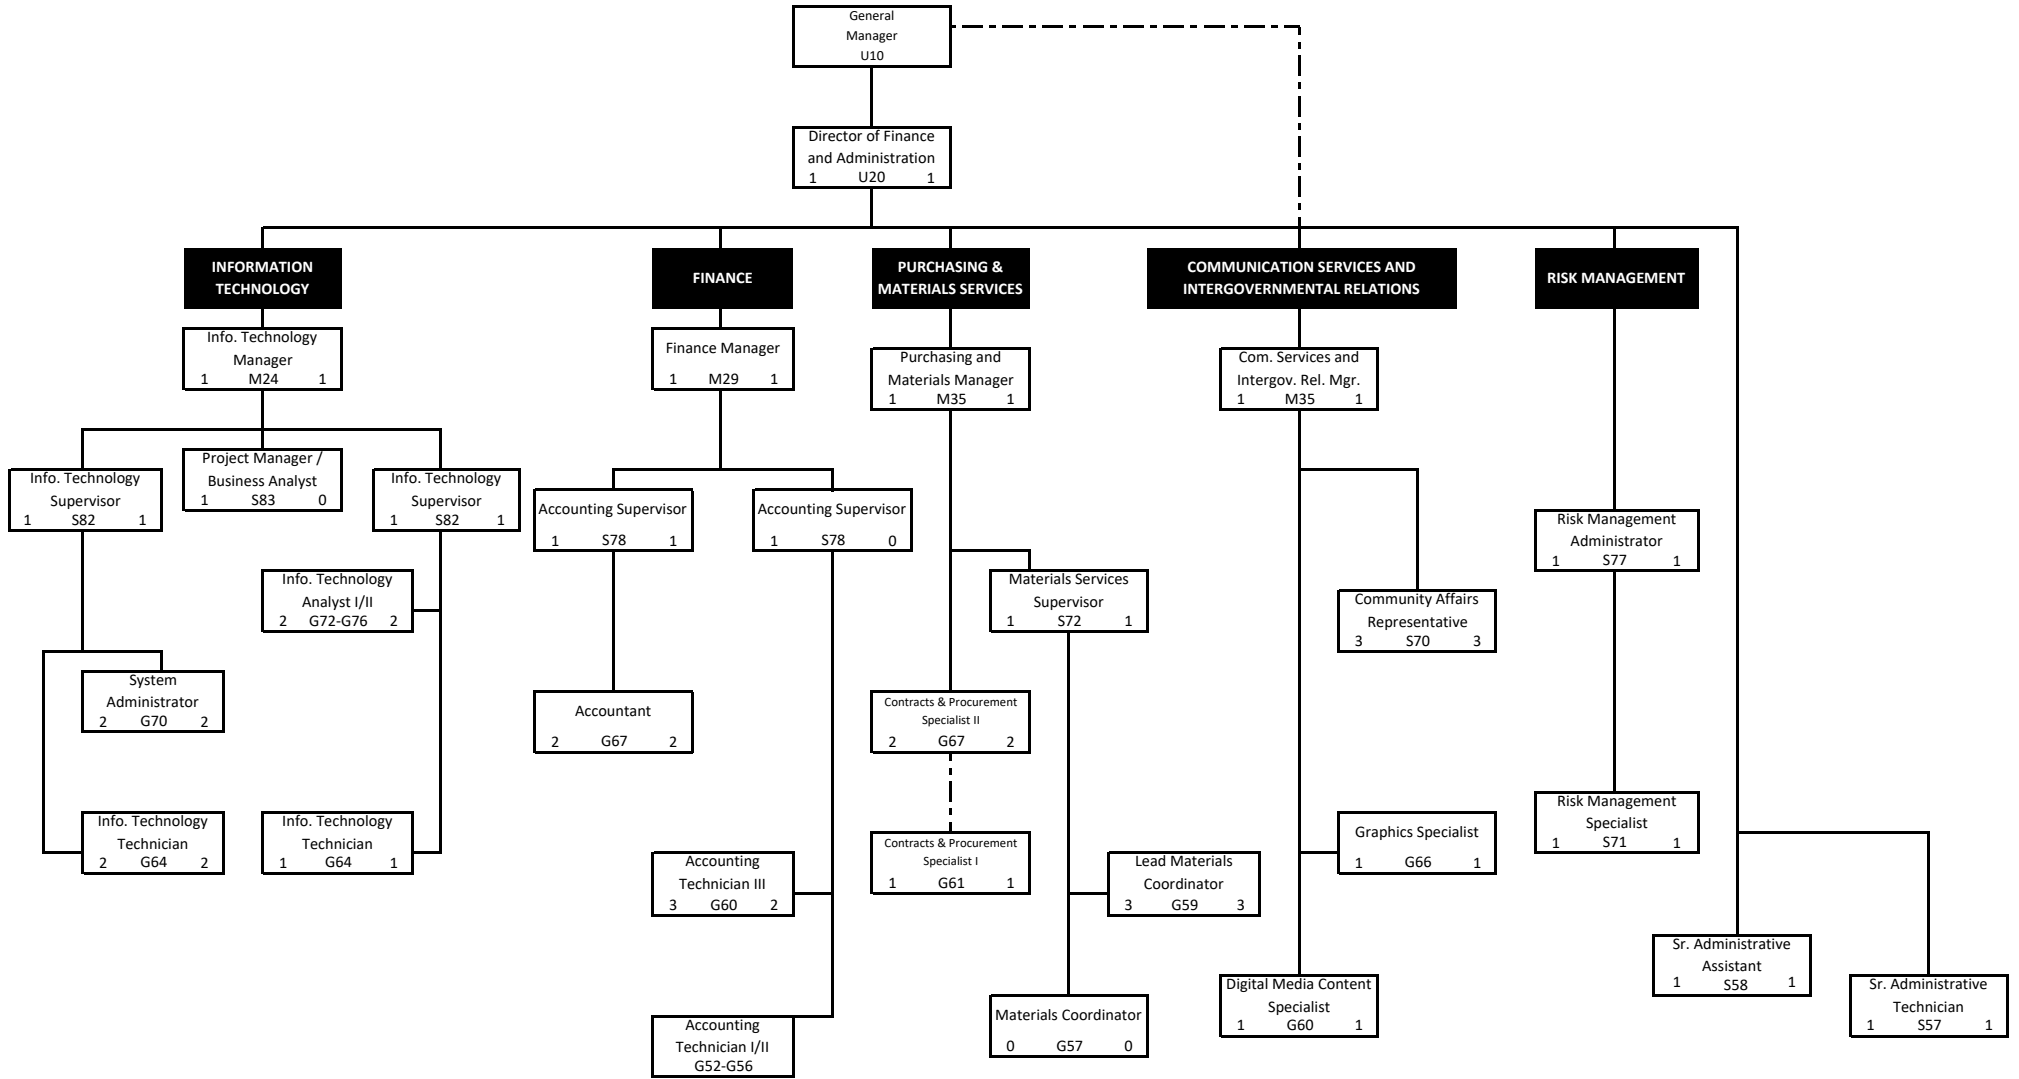 General
Manager
U10
Director of Finance
and Administration
1 U20 1
INFORMATION
TECHNOLOGY
FINANCE
PURCHASING &
MATERIALS SERVICES
COMMUNICATION SERVICES AND
INTERGOVERNMENTAL RELATIONS
RISK MANAGEMENT
Info. Technology
Manager
1 M24 1
Finance Manager
1 M29 1
Purchasing and
Materials Manager
1 M35 1
Com. Services and
Intergov. Rel. Mgr.
1 M35 1
Info. Technology
Supervisor
1 S82 1
Project Manager /
Business Analyst
1 S83 0
Info. Technology
Supervisor
1 S82 1
Accounting Supervisor
1 S78 1
Accounting Supervisor
1 S78 0
Risk Management
Administrator
1 S77 1
Info. Technology
Analyst I/II
2 G72-G76 2
Materials Services
Supervisor
1 S72 1
Community Affairs
Representative
3 S70 3
System
Administrator
2 G70 2
Accountant
2 G67 2
Contracts & Procurement
Specialist II
2 G67 2
Risk Management
Specialist
1 S71 1
Info. Technology
Technician
2 G64 2
Info. Technology
Technician
1 G64 1
Graphics Specialist
1 G66 1
Contracts & Procurement
Specialist I
1 G61 1
Accounting
Technician III
3 G60 2
Lead Materials
Coordinator
3 G59 3
Sr. Administrative
Assistant
1 S58 1
Digital Media Content
Specialist
1 G60 1
Sr. Administrative
Technician
1 S57 1
Materials Coordinator
0 G57 0
Accounting
Technician I/II
G52-G56